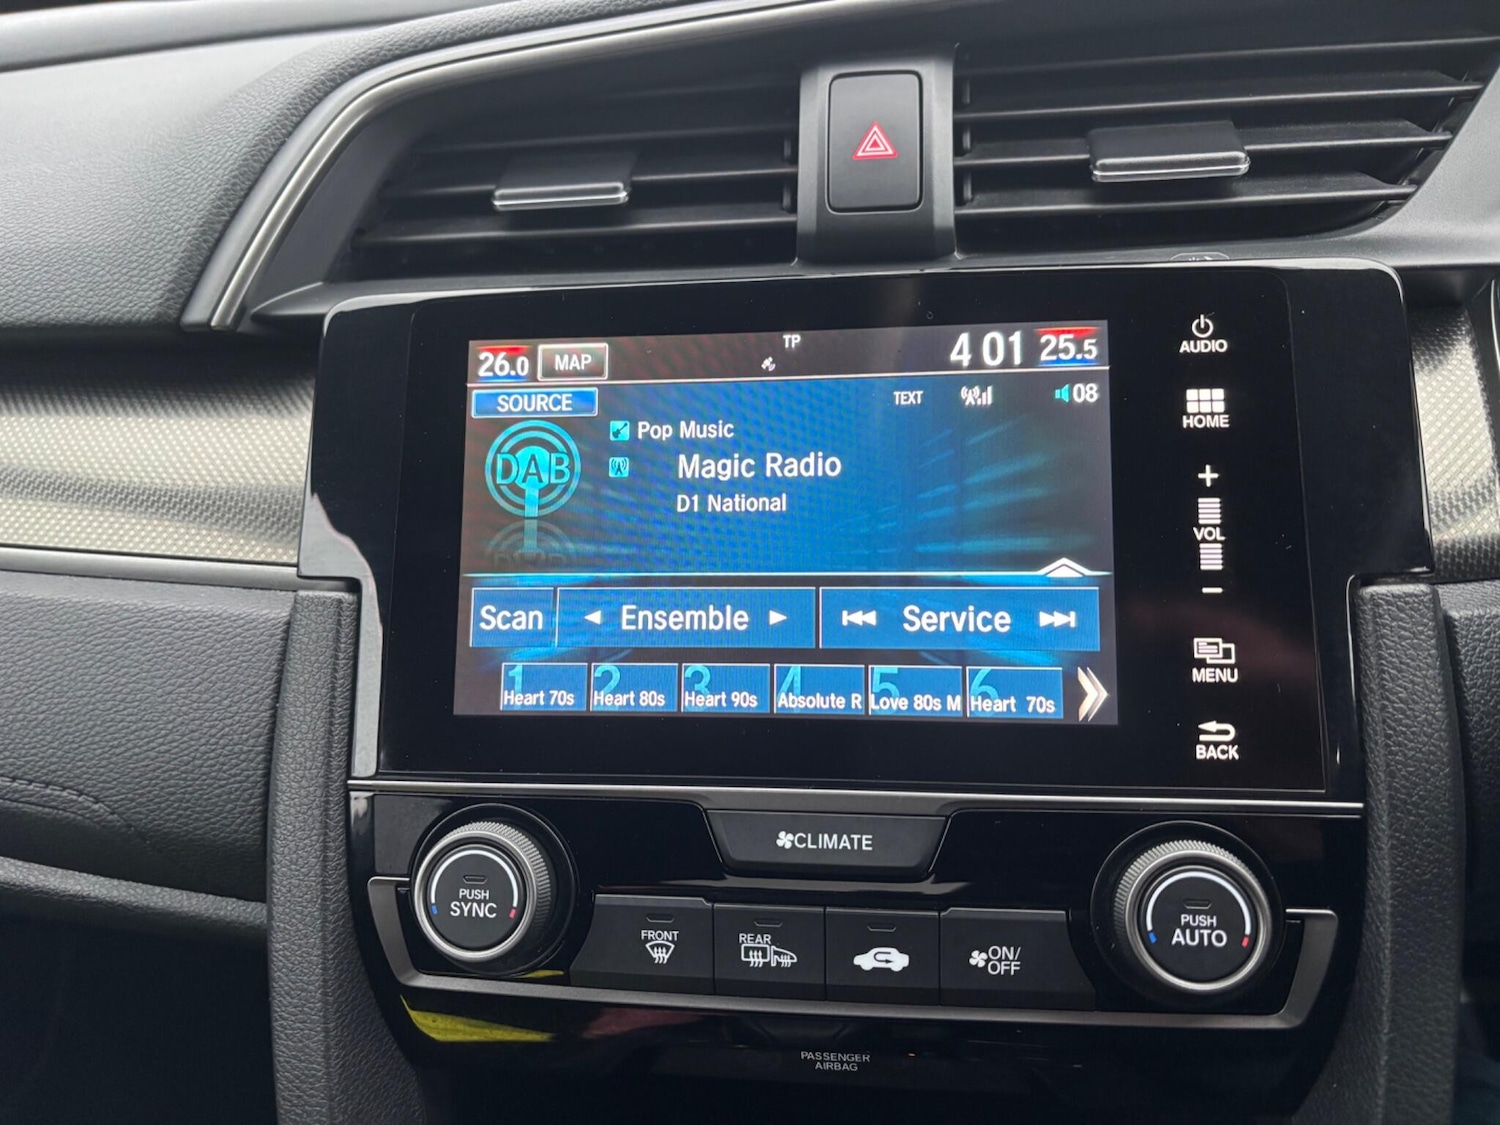 26.0 MAP TP 4 01 25.5
SOURCE TEXT 08
DAB
Pop Music
Magic Radio
D1 National
Scan Ensemble Service
1 2 3 4 5 6
Heart 70s Heart 80s Heart 90s Absolute R Love 80s M Heart 70s
AUDIO
HOME
+
VOL
-
MENU
BACK
CLIMATE
PUSH
SYNC
FRONT
REAR
ON/
OFF
PUSH
AUTO
PASSENGER
AIRBAG